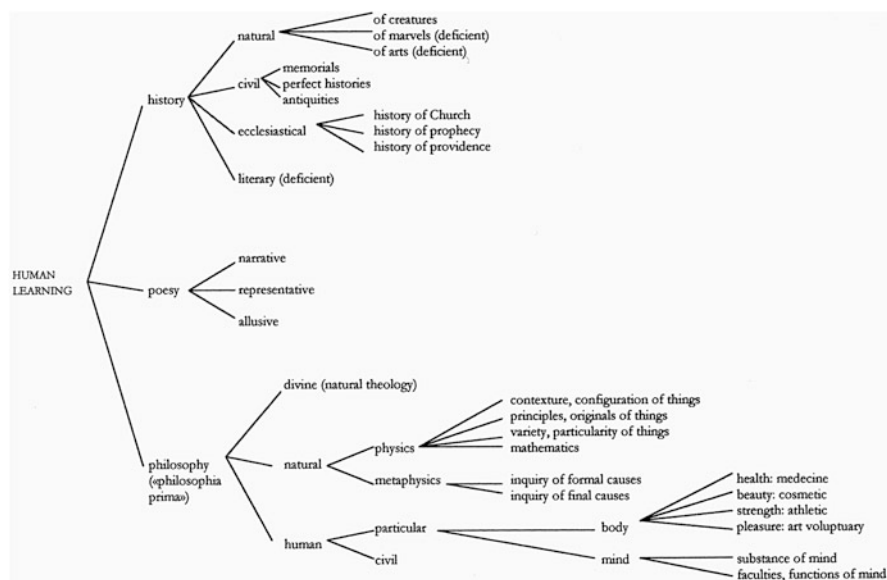 of creatures
natural
of marvels (deficient)
of arts (deficient)
memorials
civil
perfect histories
history
antiquities
history of Church
ecclesiastical
history of prophecy
history of providence
literary (deficient)
narrative
HUMAN
LEARNING
poesy
representative
allusive
divine (natural theology)
contexture, configuration of things
principles, originals of things
variety, particularity of things
physics
mathematics
philosophy
(«philosophia
prima»)
natural
metaphysics
inquiry of formal causes
inquiry of final causes
health: medecine
beauty: cosmetic
strength: athletic
pleasure: art voluptuary
particular
body
human
civil
mind
substance of mind
faculties, functions of mind